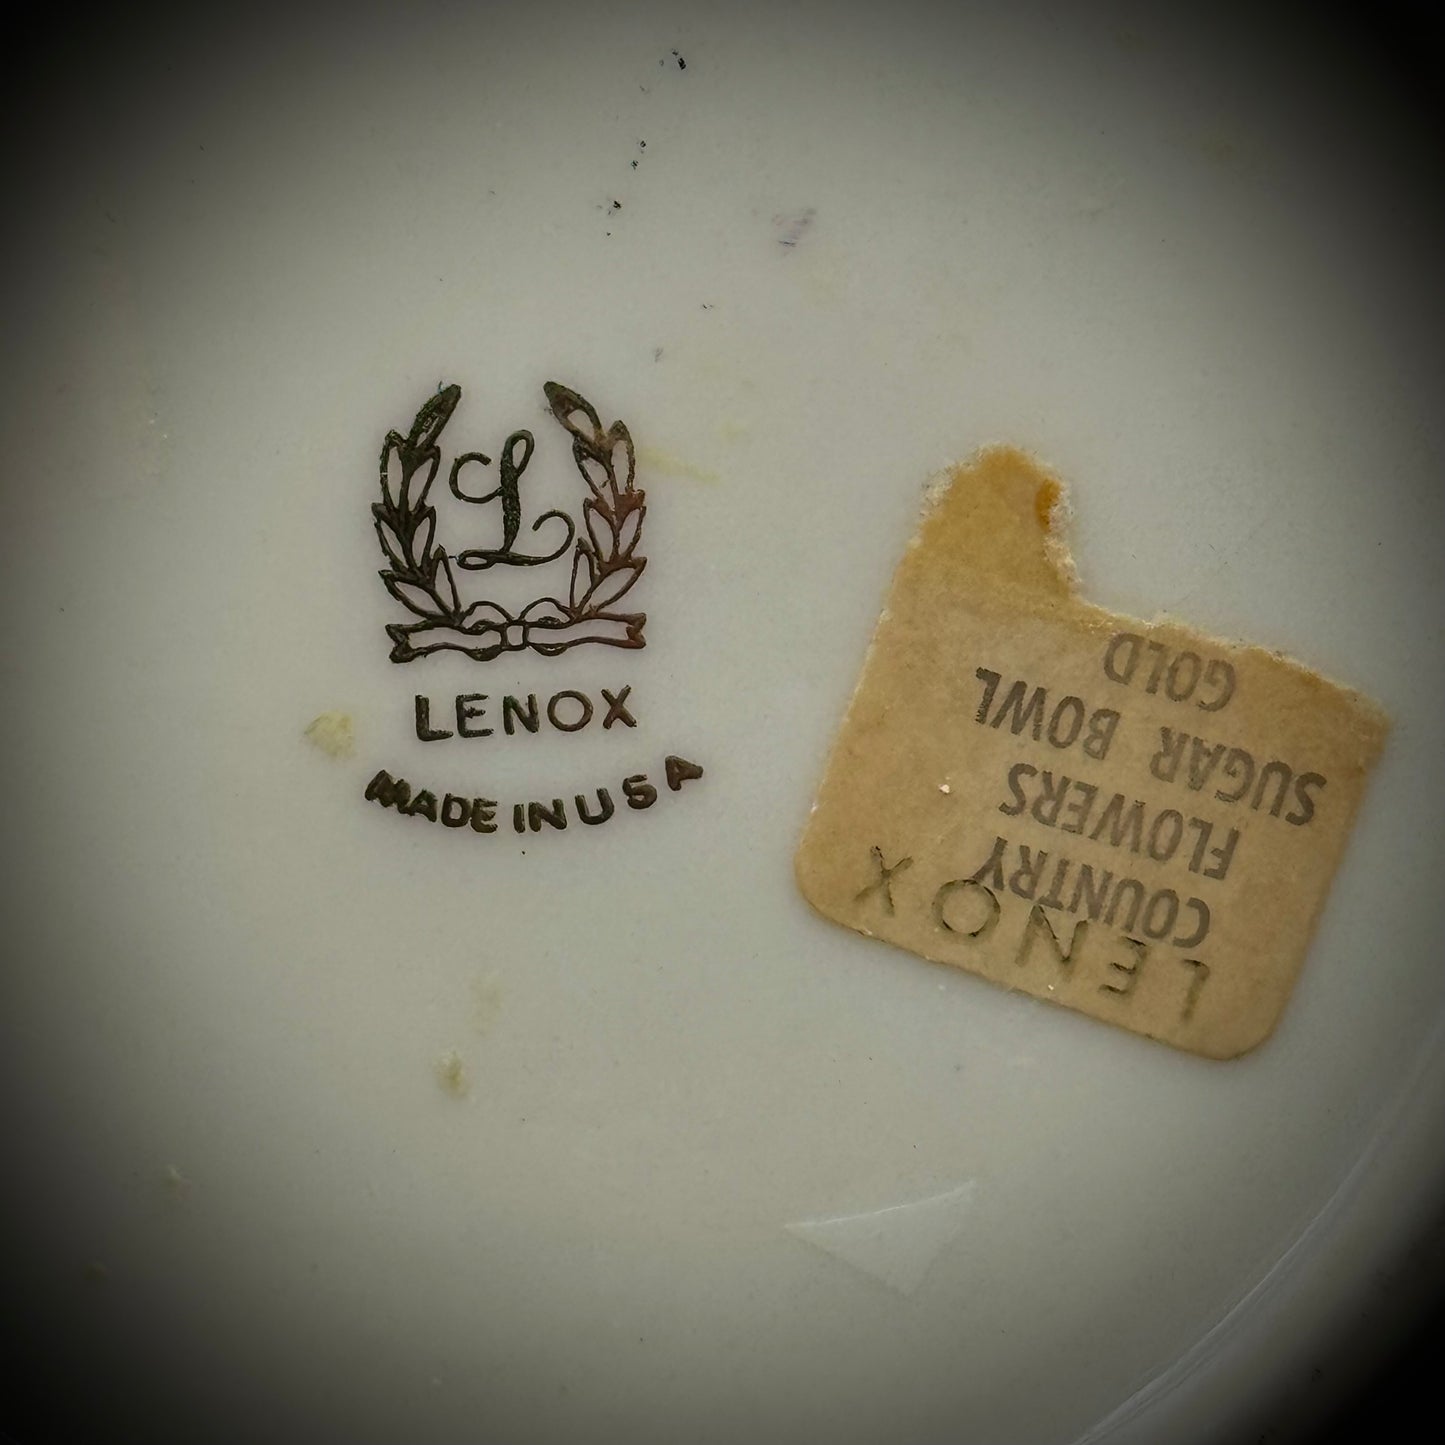 L
LENOX
MADE IN USA
LENOX
COUNTRY
FLOWERS
SUGAR BOWL
GOLD